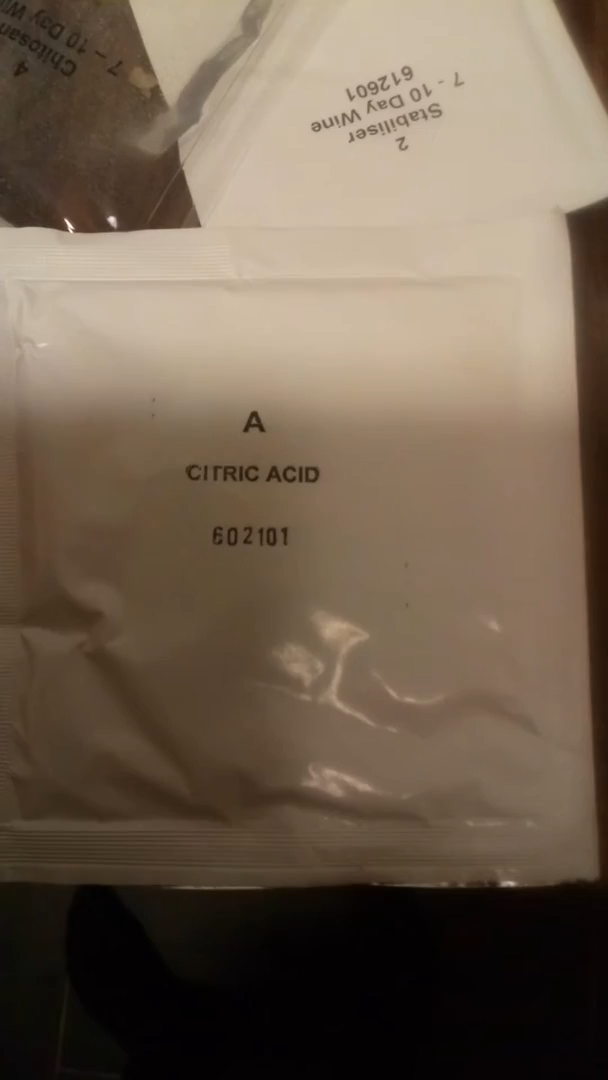 4
Chitosan
7 – 10 Day Wine
2
Stabiliser
7 - 10 Day Wine
612601
A
CITRIC ACID
602101